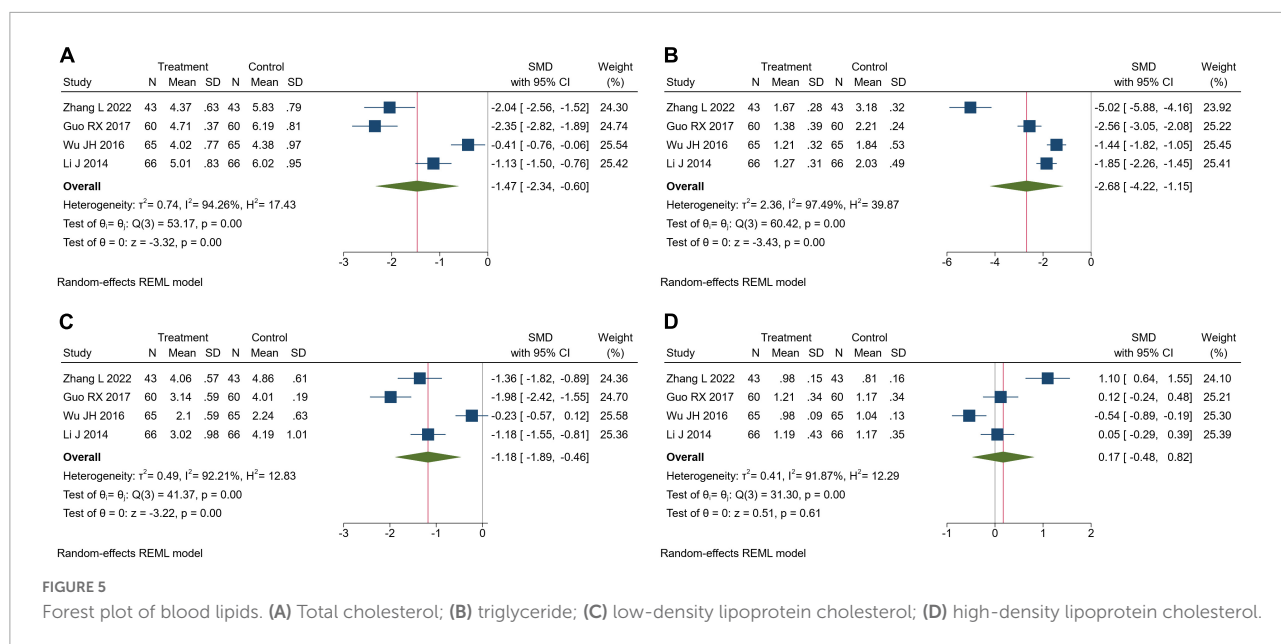 A
Treatment Control SMD Weight
Study N Mean SD N Mean SD with 95% CI (%)
Zhang L 2022 43 4.37 .63 43 5.83 .79 -2.04 [ -2.56, -1.52] 24.30
Guo RX 2017 60 4.71 .37 60 6.19 .81 -2.35 [ -2.82, -1.89] 24.74
Wu JH 2016 65 4.02 .77 65 4.38 .97 -0.41 [ -0.76, -0.06] 25.54
Li J 2014 66 5.01 .83 66 6.02 .95 -1.13 [ -1.50, -0.76] 25.42
Overall -1.47 [ -2.34, -0.60]
Heterogeneity: τ²= 0.74, I²= 94.26%, H²= 17.43
Test of θᵢ= θⱼ: Q(3) = 53.17, p = 0.00
Test of θ = 0: z = -3.32, p = 0.00
-3 -2 -1 0
Random-effects REML model
B
Treatment Control SMD Weight
Study N Mean SD N Mean SD with 95% CI (%)
Zhang L 2022 43 1.67 .28 43 3.18 .32 -5.02 [ -5.88, -4.16] 23.92
Guo RX 2017 60 1.38 .39 60 2.21 .24 -2.56 [ -3.05, -2.08] 25.22
Wu JH 2016 65 1.21 .32 65 1.84 .53 -1.44 [ -1.82, -1.05] 25.45
Li J 2014 66 1.27 .31 66 2.03 .49 -1.85 [ -2.26, -1.45] 25.41
Overall -2.68 [ -4.22, -1.15]
Heterogeneity: τ²= 2.36, I²= 97.49%, H²= 39.87
Test of θᵢ= θⱼ: Q(3) = 60.42, p = 0.00
Test of θ = 0: z = -3.43, p = 0.00
-6 -4 -2 0
Random-effects REML model
C
Treatment Control SMD Weight
Study N Mean SD N Mean SD with 95% CI (%)
Zhang L 2022 43 4.06 .57 43 4.86 .61 -1.36 [ -1.82, -0.89] 24.36
Guo RX 2017 60 3.14 .59 60 4.01 .19 -1.98 [ -2.42, -1.55] 24.70
Wu JH 2016 65 2.1 .59 65 2.24 .63 -0.23 [ -0.57, 0.12] 25.58
Li J 2014 66 3.02 .98 66 4.19 1.01 -1.18 [ -1.55, -0.81] 25.36
Overall -1.18 [ -1.89, -0.46]
Heterogeneity: τ²= 0.49, I²= 92.21%, H²= 12.83
Test of θᵢ= θⱼ: Q(3) = 41.37, p = 0.00
Test of θ = 0: z = -3.22, p = 0.00
-3 -2 -1 0
Random-effects REML model
D
Treatment Control SMD Weight
Study N Mean SD N Mean SD with 95% CI (%)
Zhang L 2022 43 .98 .15 43 .81 .16 1.10 [ 0.64, 1.55] 24.10
Guo RX 2017 60 1.21 .34 60 1.17 .34 0.12 [ -0.24, 0.48] 25.21
Wu JH 2016 65 .98 .09 65 1.04 .13 -0.54 [ -0.89, -0.19] 25.30
Li J 2014 66 1.19 .43 66 1.17 .35 0.05 [ -0.29, 0.39] 25.39
Overall 0.17 [ -0.48, 0.82]
Heterogeneity: τ²= 0.41, I²= 91.87%, H²= 12.29
Test of θᵢ= θⱼ: Q(3) = 31.30, p = 0.00
Test of θ = 0: z = 0.51, p = 0.61
-1 0 1 2
Random-effects REML model
FIGURE 5
Forest plot of blood lipids. (A) Total cholesterol; (B) triglyceride; (C) low-density lipoprotein cholesterol; (D) high-density lipoprotein cholesterol.